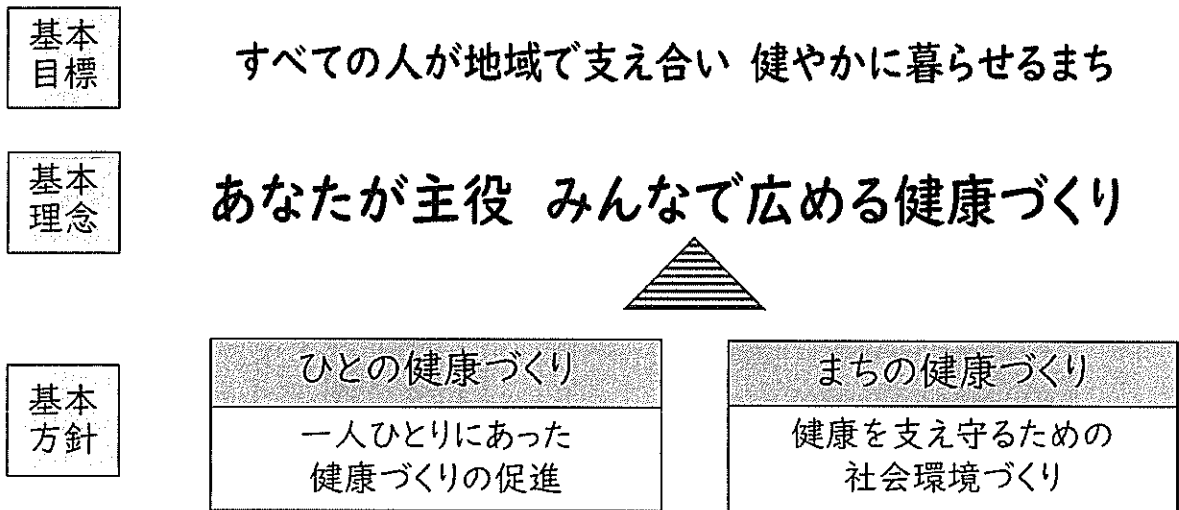 基本
目標
すべての人が地域で支え合い 健やかに暮らせるまち
基本
理念
あなたが主役 みんなで広める健康づくり
基本
方針
ひとの健康づくり
一人ひとりにあった
健康づくりの促進
まちの健康づくり
健康を支え守るための
社会環境づくり